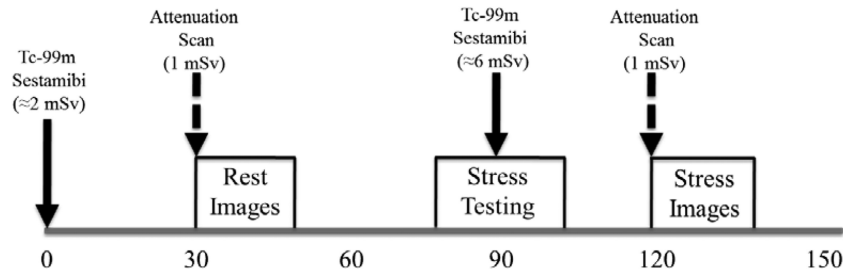 Tc-99m
Sestamibi
(≈2 mSv)
Attenuation
Scan
(1 mSv)
Tc-99m
Sestamibi
(≈6 mSv)
Attenuation
Scan
(1 mSv)
Rest
Images
Stress
Testing
Stress
Images
0 30 60 90 120 150